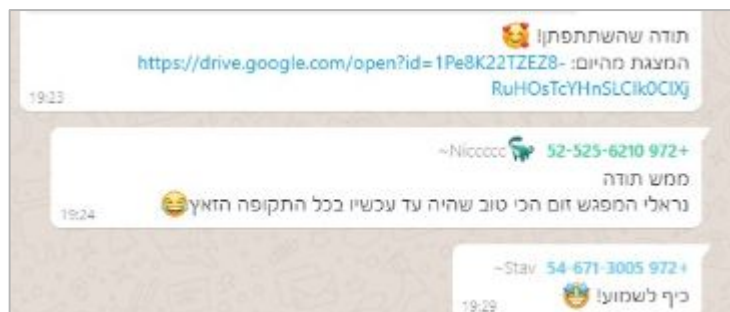 תודה שהשתתפתן! 🥰
המצגת מהיום: https://drive.google.com/open?id=1Pe8K22TZEZ8-
RuHOsTcYHnSLClk0ClXj
19:23
+972 52-525-6210 🦕 ~Niccccc
ממש תודה
נראלי המפגש זום הכי טוב שהיה עד עכשיו בכל התקופה הזאץ😂
19:24
+972 54-671-3005 ~Stav
כיף לשמוע! 🤩
19:29